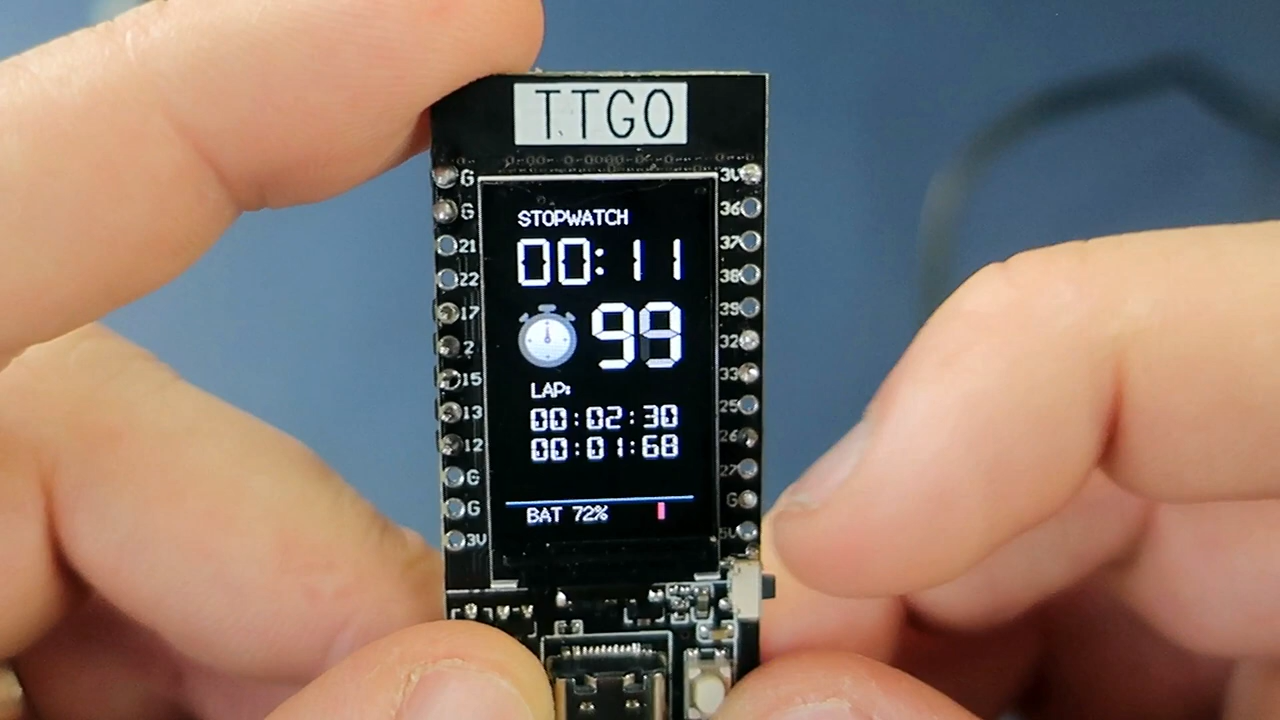 TTGO
G 3V
G 36
21 37
22 38
17 39
2 32
15 33
13 25
12 26
G 27
G G
3V 5V
STOPWATCH
00:11
99
LAP:
00:02:30
00:01:68
BAT 72%